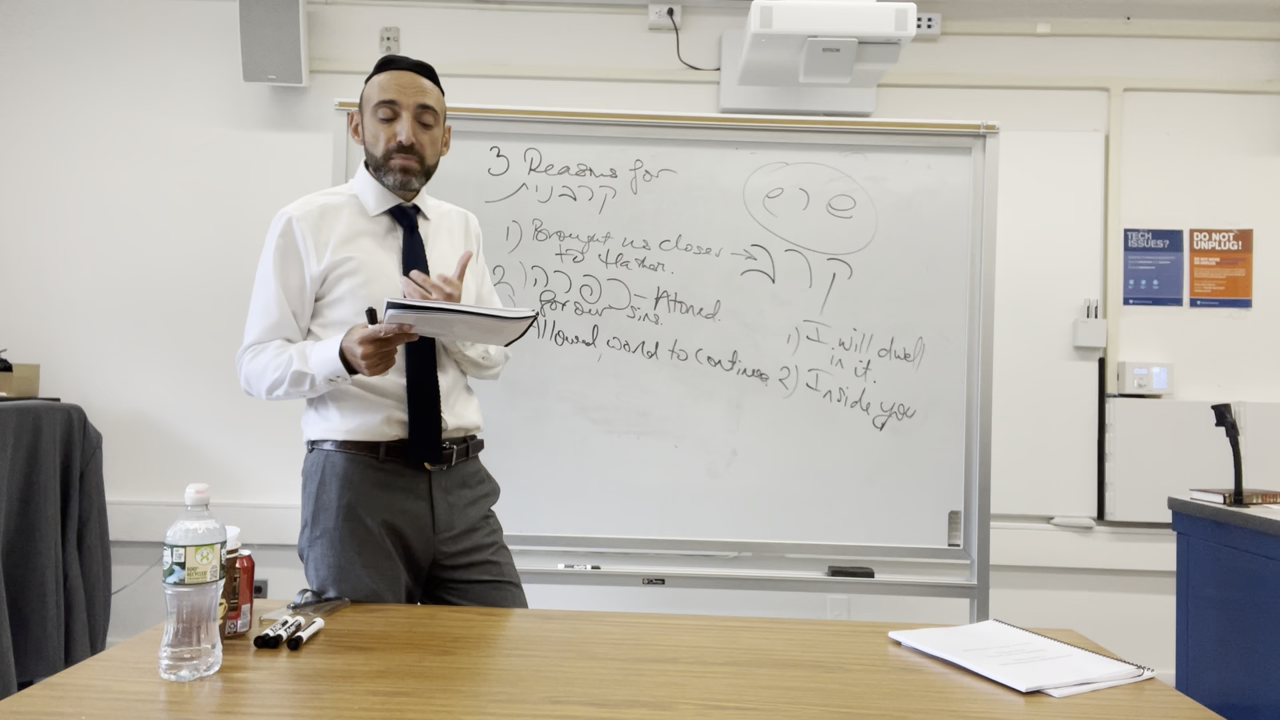 3 Reasons for
קרבנות
1) Brought us closer →
to Hashem.
2) כפרה - Atoned
for our sins.
Allowed world to continue.
קרב
1) I will dwell
in it.
2) Inside you
EPSON
TECH
ISSUES?
DO NOT
UNPLUG!